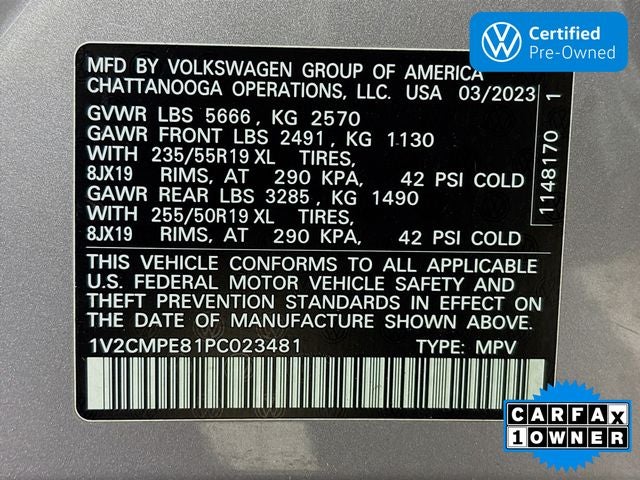 Certified
Pre-Owned
MFD BY VOLKSWAGEN GROUP OF AMERICA
CHATTANOOGA OPERATIONS, LLC. USA 03/2023
GVWR LBS 5666, KG 2570
GAWR FRONT LBS 2491, KG 1130
WITH 235/55R19 XL TIRES,
8JX19 RIMS, AT 290 KPA, 42 PSI COLD
GAWR REAR LBS 3285, KG 1490
WITH 255/50R19 XL TIRES,
8JX19 RIMS, AT 290 KPA, 42 PSI COLD
1148170 1
THIS VEHICLE CONFORMS TO ALL APPLICABLE
U.S. FEDERAL MOTOR VEHICLE SAFETY AND
THEFT PREVENTION STANDARDS IN EFFECT ON
THE DATE OF MANUFACTURE SHOWN ABOVE.
1V2CMPE81PC023481 TYPE: MPV
CARFAX
1 OWNER